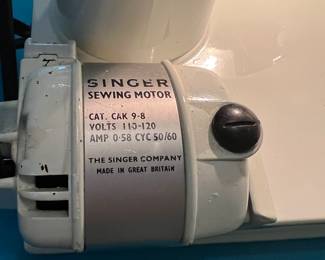 SINGER
SEWING MOTOR
CAT. CAK 9-8
VOLTS 110-120
AMP 0·58 CYC 50/60
THE SINGER COMPANY
MADE IN GREAT BRITAIN